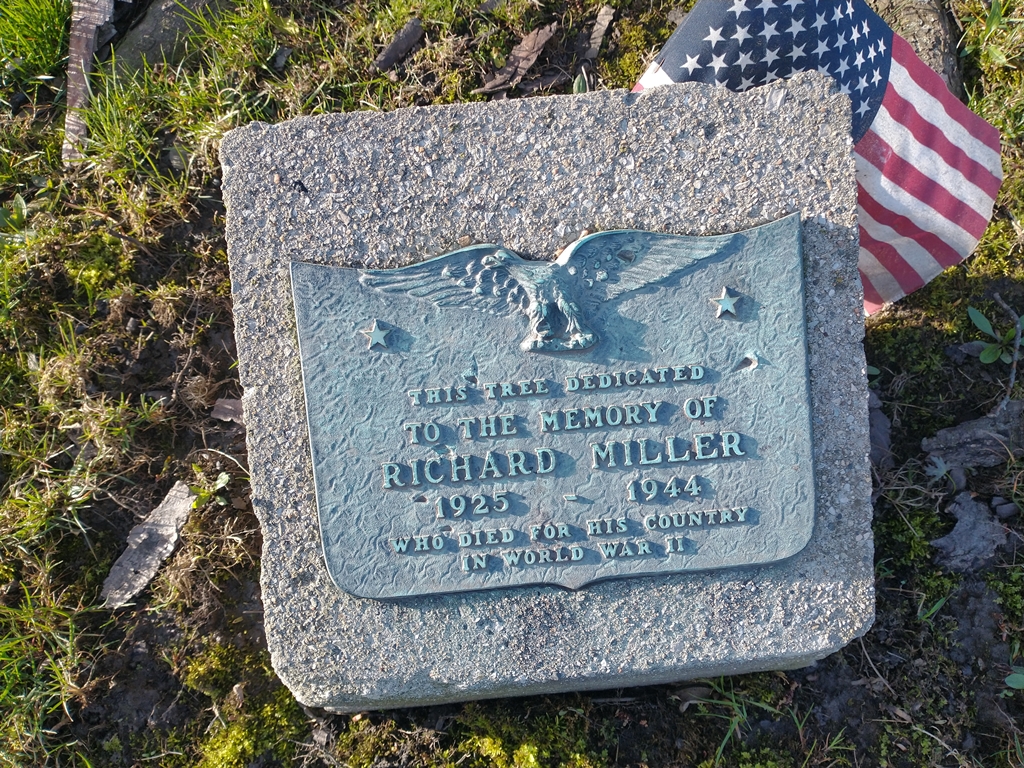 THIS TREE DEDICATED
TO THE MEMORY OF
RICHARD MILLER
1925 - 1944
WHO DIED FOR HIS COUNTRY
IN WORLD WAR II